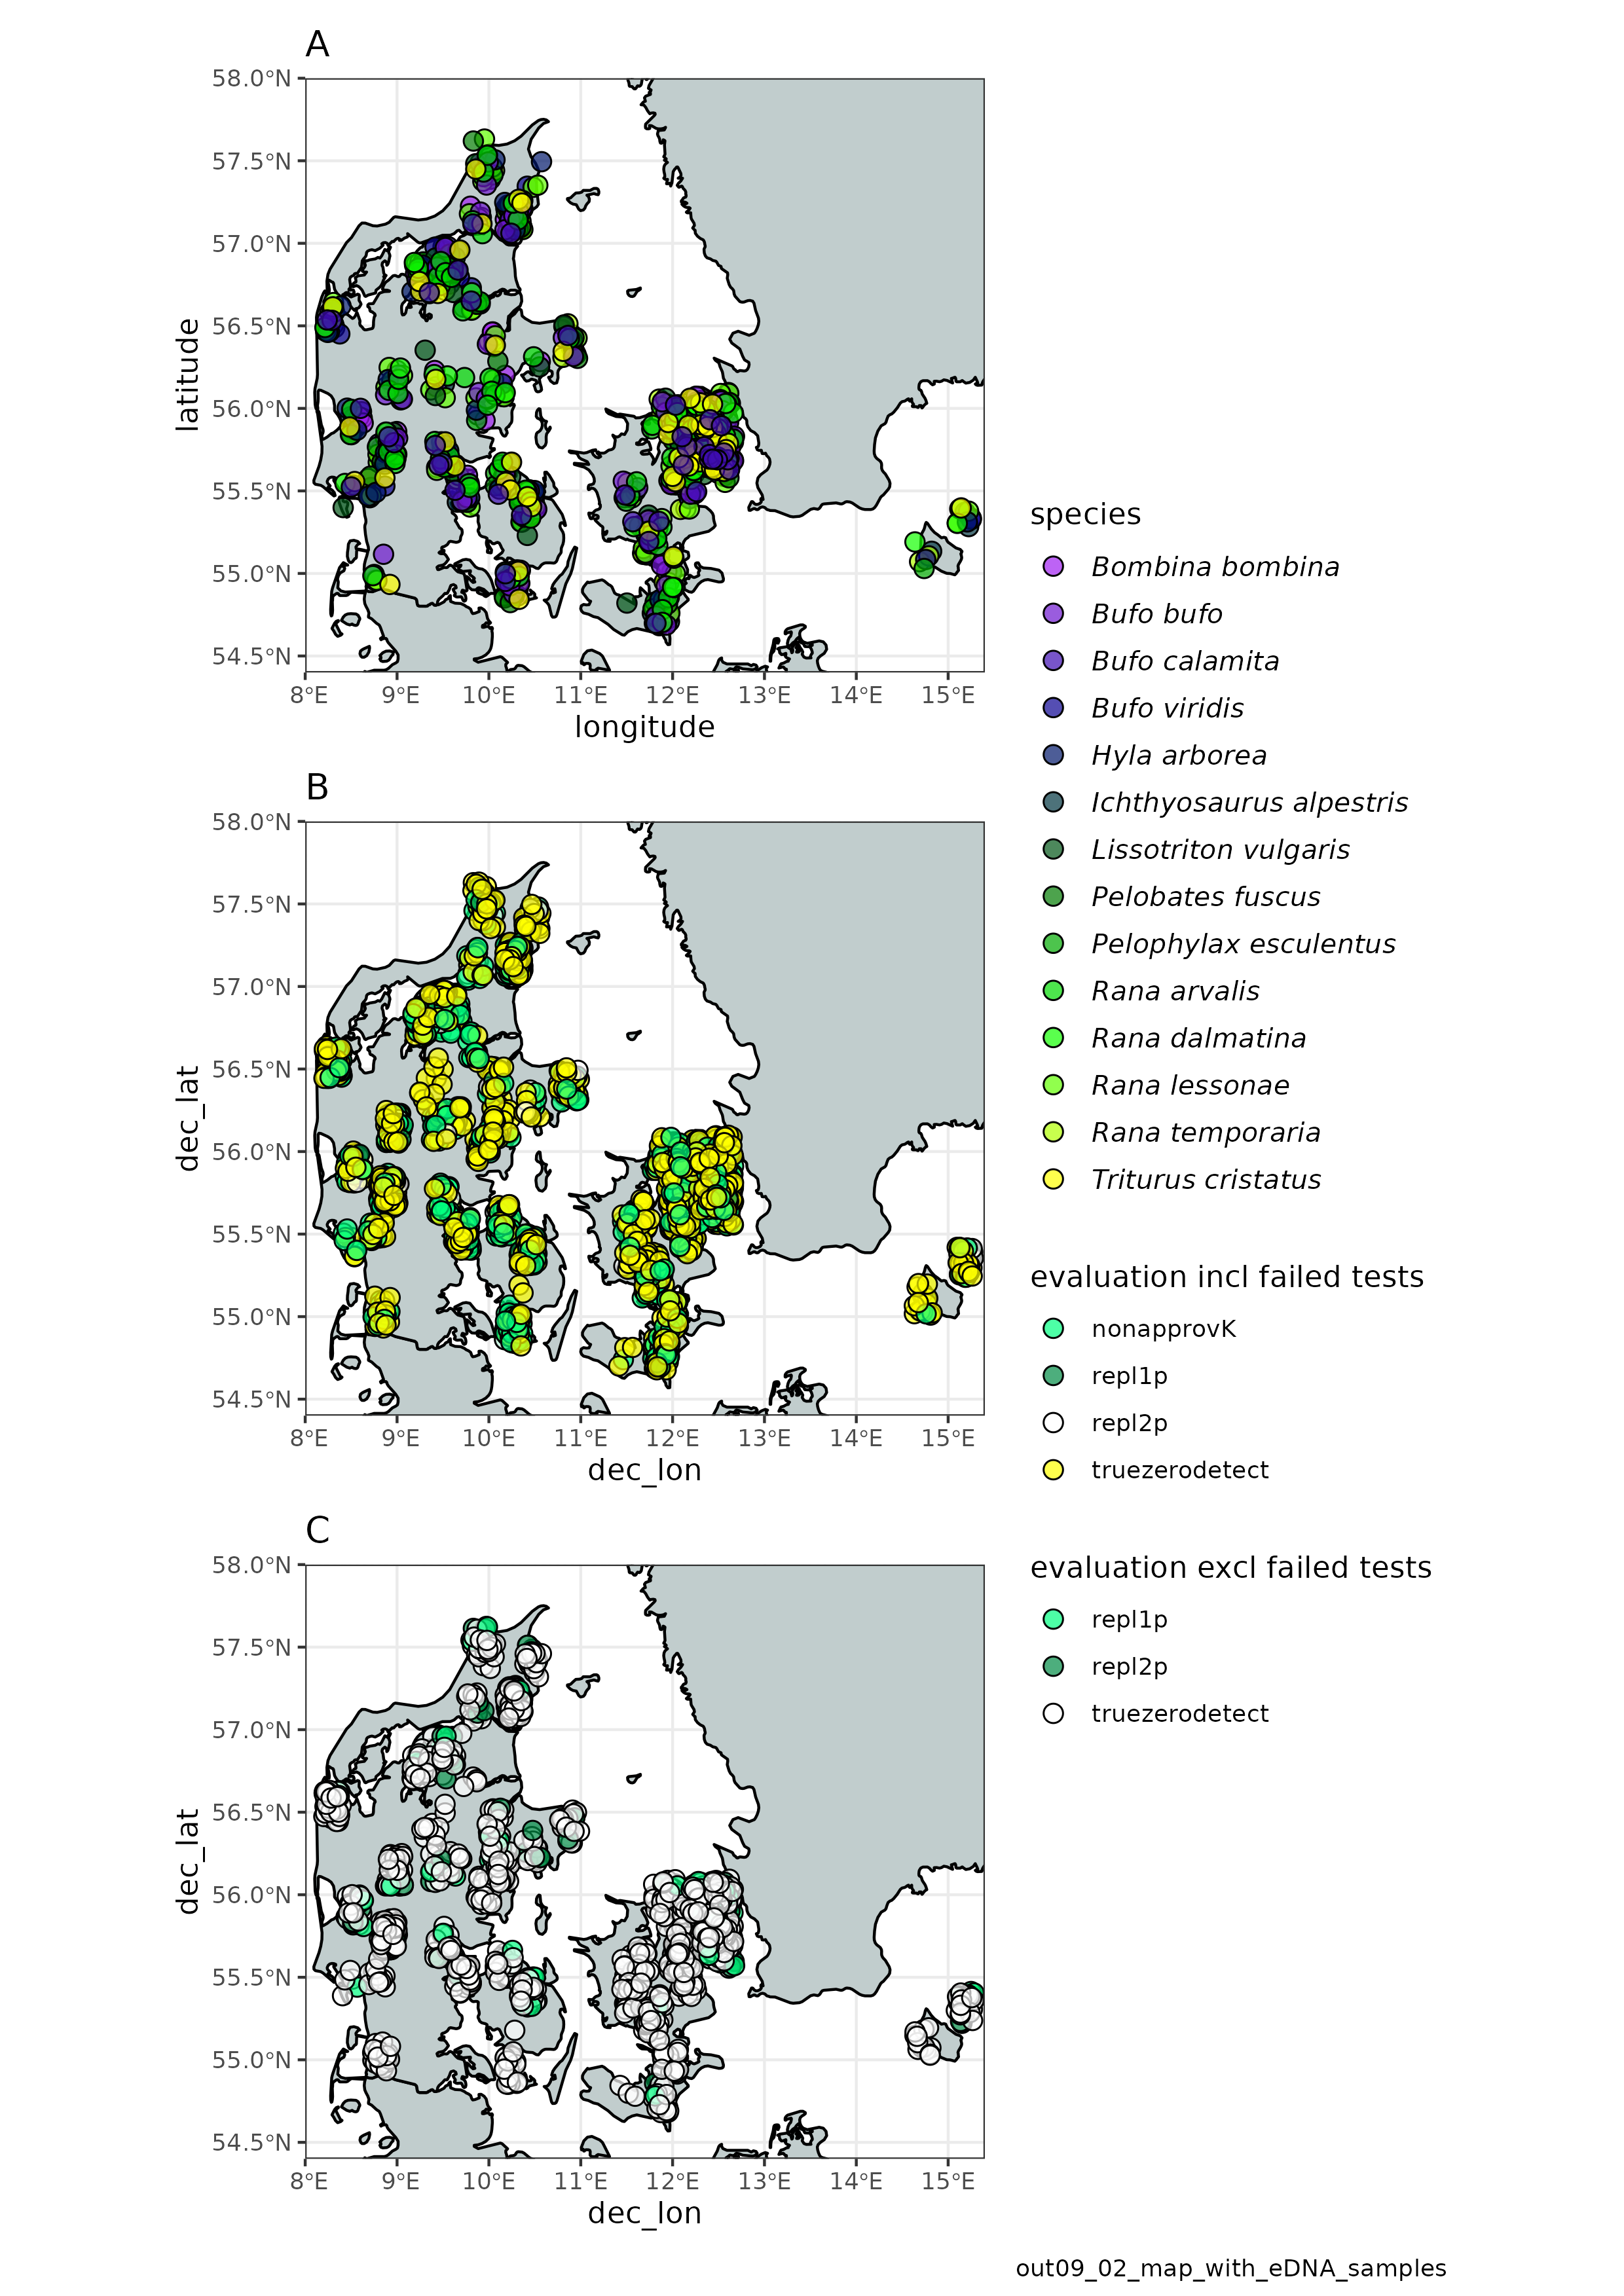 A
58.0°N
57.5°N
57.0°N
56.5°N
56.0°N
55.5°N
55.0°N
54.5°N
latitude
8°E 9°E 10°E 11°E 12°E 13°E 14°E 15°E
longitude
species
Bombina bombina
Bufo bufo
Bufo calamita
Bufo viridis
Hyla arborea
Ichthyosaurus alpestris
Lissotriton vulgaris
Pelobates fuscus
Pelophylax esculentus
Rana arvalis
Rana dalmatina
Rana lessonae
Rana temporaria
Triturus cristatus
B
58.0°N
57.5°N
57.0°N
56.5°N
56.0°N
55.5°N
55.0°N
54.5°N
dec_lat
8°E 9°E 10°E 11°E 12°E 13°E 14°E 15°E
dec_lon
evaluation incl failed tests
nonapprovK
repl1p
repl2p
truezerodetect
C
58.0°N
57.5°N
57.0°N
56.5°N
56.0°N
55.5°N
55.0°N
54.5°N
dec_lat
8°E 9°E 10°E 11°E 12°E 13°E 14°E 15°E
dec_lon
evaluation excl failed tests
repl1p
repl2p
truezerodetect
out09_02_map_with_eDNA_samples